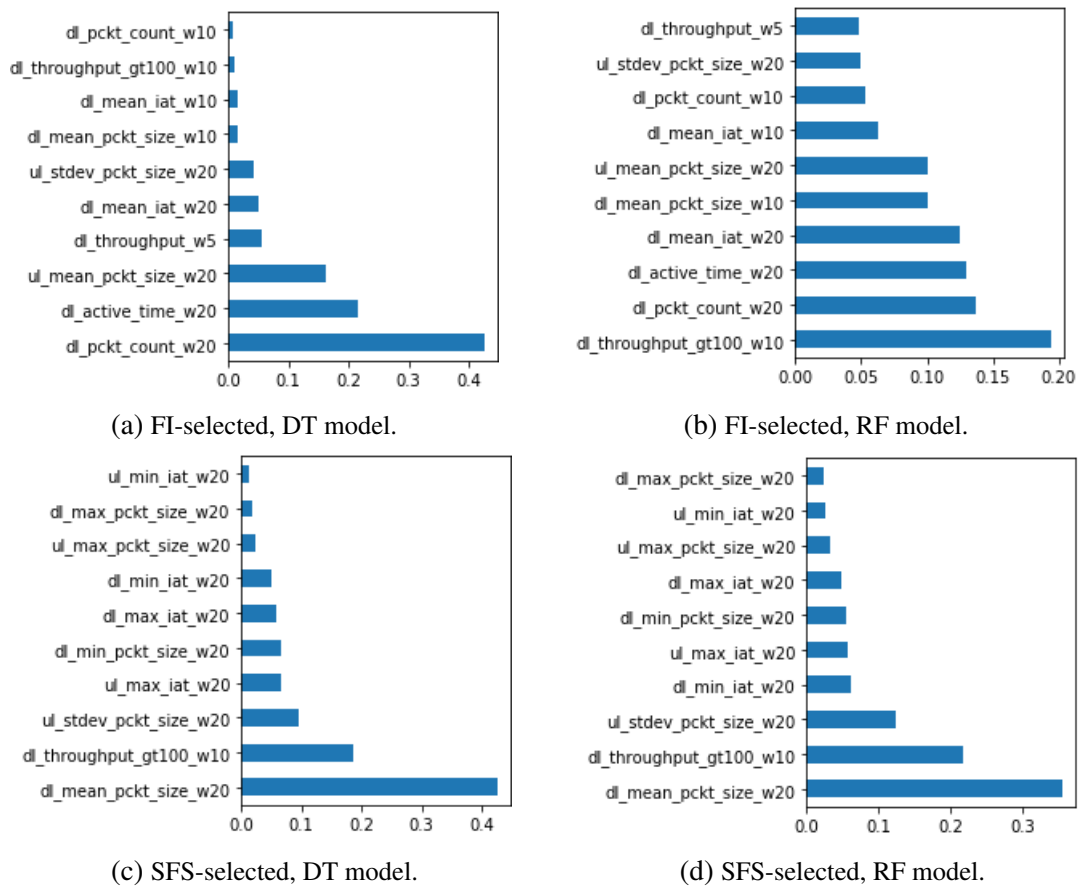 dl_pckt_count_w10
dl_throughput_gt100_w10
dl_mean_iat_w10
dl_mean_pckt_size_w10
ul_stdev_pckt_size_w20
dl_mean_iat_w20
dl_throughput_w5
ul_mean_pckt_size_w20
dl_active_time_w20
dl_pckt_count_w20
0.0 0.1 0.2 0.3 0.4
(a) FI-selected, DT model.
dl_throughput_w5
ul_stdev_pckt_size_w20
dl_pckt_count_w10
dl_mean_iat_w10
ul_mean_pckt_size_w20
dl_mean_pckt_size_w10
dl_mean_iat_w20
dl_active_time_w20
dl_pckt_count_w20
dl_throughput_gt100_w10
0.00 0.05 0.10 0.15 0.20
(b) FI-selected, RF model.
ul_min_iat_w20
dl_max_pckt_size_w20
ul_max_pckt_size_w20
dl_min_iat_w20
dl_max_iat_w20
dl_min_pckt_size_w20
ul_max_iat_w20
ul_stdev_pckt_size_w20
dl_throughput_gt100_w10
dl_mean_pckt_size_w20
0.0 0.1 0.2 0.3 0.4
(c) SFS-selected, DT model.
dl_max_pckt_size_w20
ul_min_iat_w20
ul_max_pckt_size_w20
dl_max_iat_w20
dl_min_pckt_size_w20
ul_max_iat_w20
dl_min_iat_w20
ul_stdev_pckt_size_w20
dl_throughput_gt100_w10
dl_mean_pckt_size_w20
0.0 0.1 0.2 0.3
(d) SFS-selected, RF model.